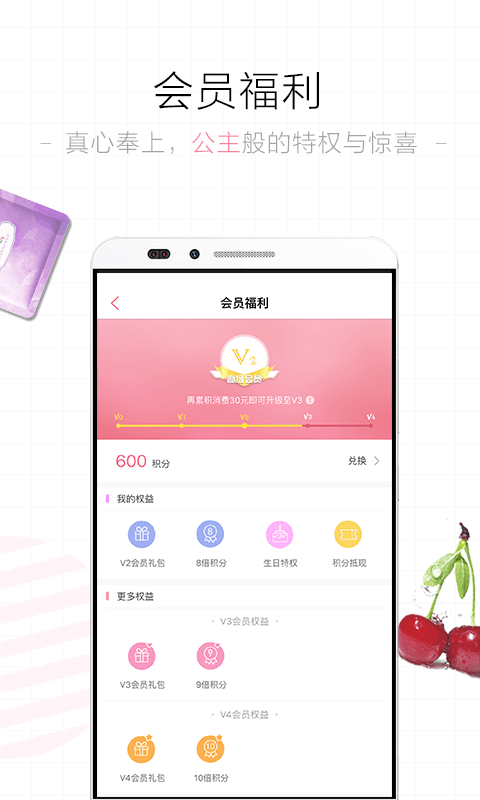 会员福利
- 真心奉上，公主般的特权与惊喜 -
会员福利
V2
高级会员
再累积消费30元即可升级至V3
V0 V1 V2 V3 V4
600 积分 兑换
我的权益
8
V2会员礼包 8倍积分 生日特权 积分抵现
更多权益
· V3会员权益 ·
9
V3会员礼包 9倍积分
· V4会员权益 ·
10
V4会员礼包 10倍积分